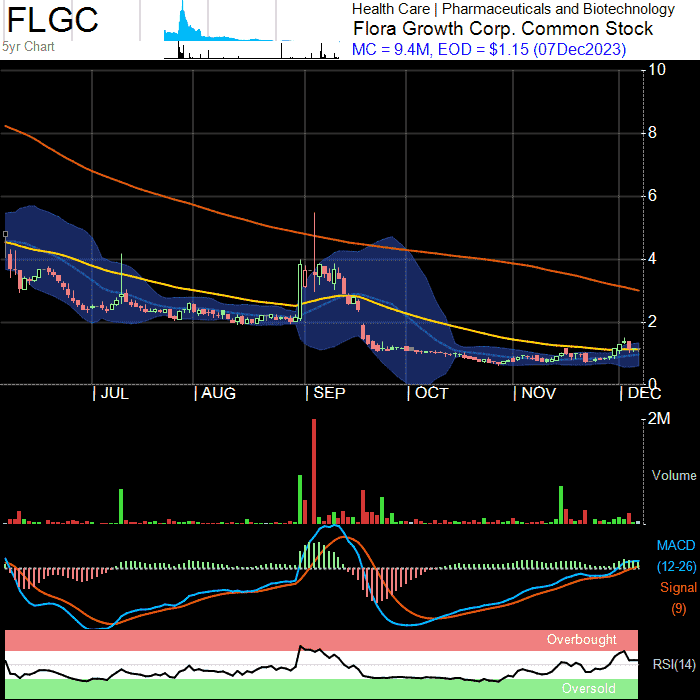 FLGC
5yr Chart
Health Care | Pharmaceuticals and Biotechnology
Flora Growth Corp. Common Stock
MC = 9.4M, EOD = $1.15 (07Dec2023)
10
8
6
4
2
0
JUL
AUG
SEP
OCT
NOV
DEC
2M
Volume
MACD
(12-26)
Signal
(9)
Overbought
RSI(14)
Oversold